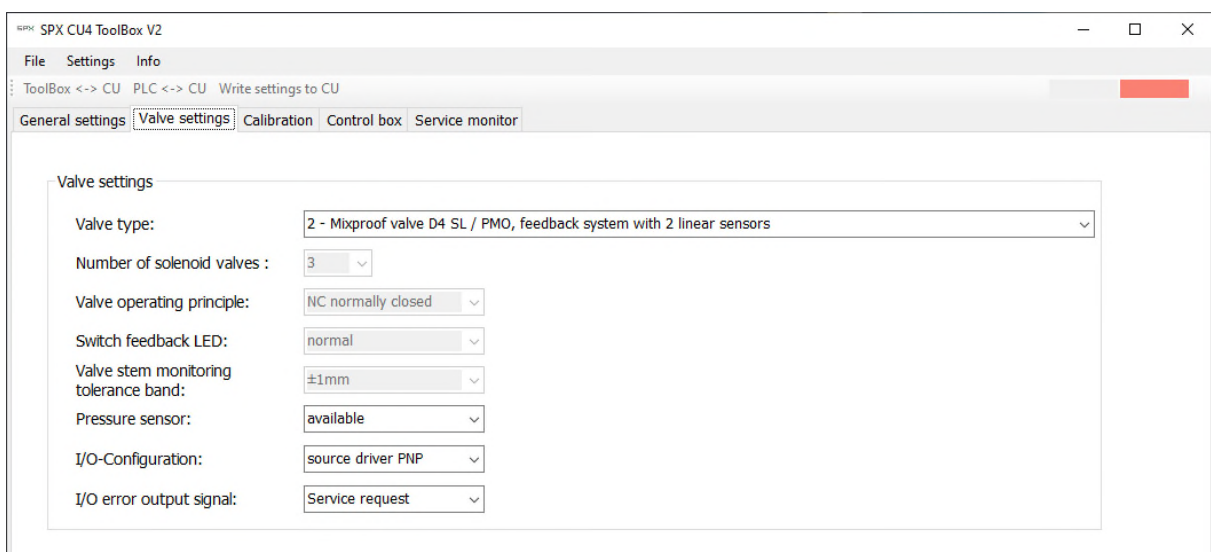 SPX SPX CU4 ToolBox V2
File Settings Info
ToolBox <-> CU PLC <-> CU Write settings to CU
General settings Valve settings Calibration Control box Service monitor
Valve settings
Valve type: 2 - Mixproof valve D4 SL / PMO, feedback system with 2 linear sensors
Number of solenoid valves : 3
Valve operating principle: NC normally closed
Switch feedback LED: normal
Valve stem monitoring
tolerance band: ±1mm
Pressure sensor: available
I/O-Configuration: source driver PNP
I/O error output signal: Service request